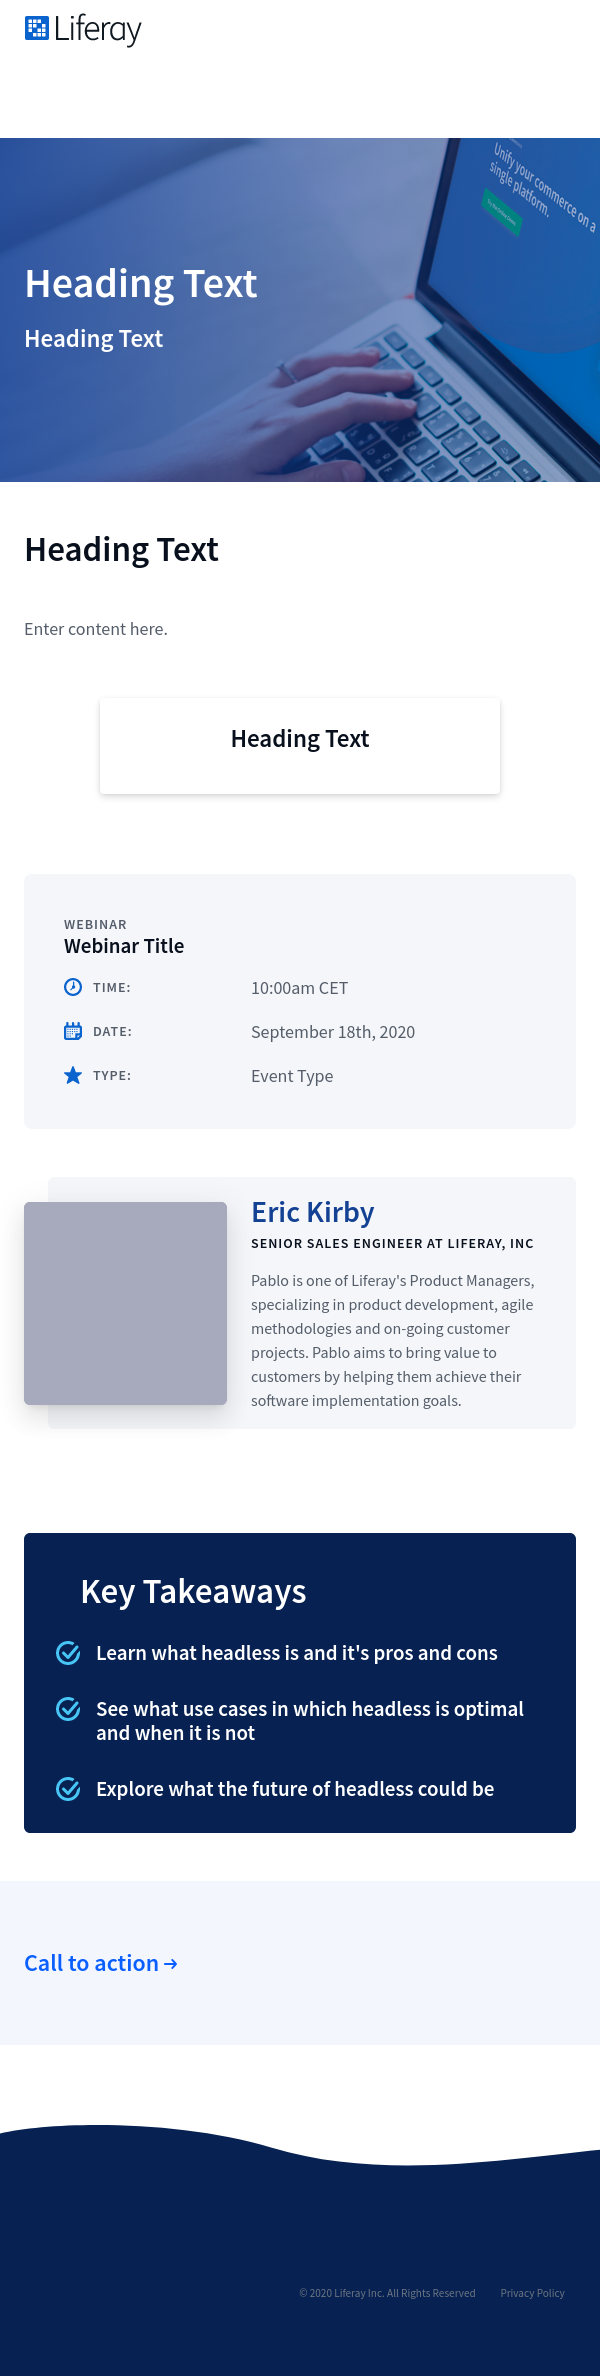 Liferay
Unify your commerce on a
single platform.
Heading Text
Heading Text
Heading Text
Enter content here.
Heading Text
WEBINAR
Webinar Title
TIME: 10:00am CET
DATE: September 18th, 2020
TYPE: Event Type
Eric Kirby
SENIOR SALES ENGINEER AT LIFERAY, INC
Pablo is one of Liferay's Product Managers,
specializing in product development, agile
methodologies and on-going customer
projects. Pablo aims to bring value to
customers by helping them achieve their
software implementation goals.
Key Takeaways
Learn what headless is and it's pros and cons
See what use cases in which headless is optimal
and when it is not
Explore what the future of headless could be
Call to action →
© 2020 Liferay Inc. All Rights Reserved Privacy Policy